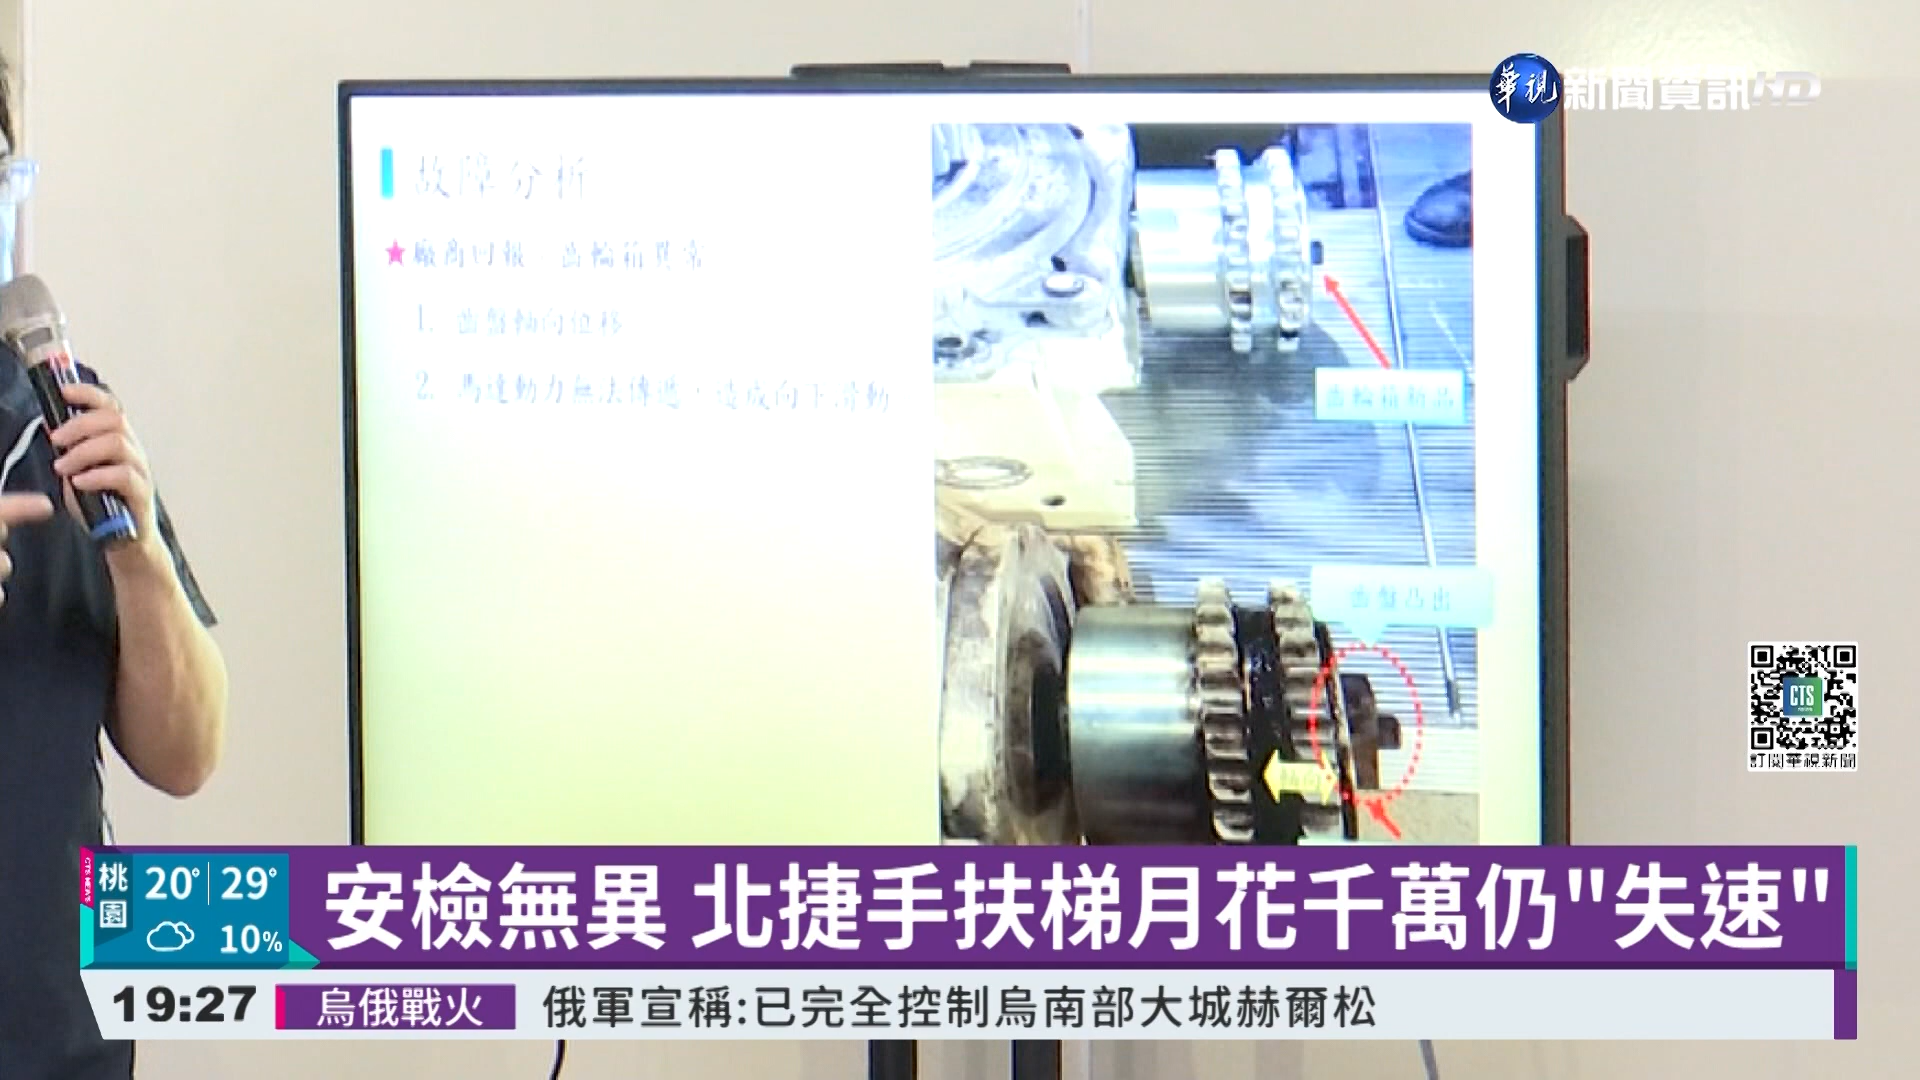 華視 新聞資訊 HD
故障分析
★廠商回報：齒輪箱異常
1. 齒盤軸向位移
2. 馬達動力無法傳遞，造成向下滑動
齒輪箱新品
齒盤凸出
軸向
CTS
訂閱華視新聞
CTS NEWS
桃園
20° 29°
10%
安檢無異 北捷手扶梯月花千萬仍"失速"
19:27 烏俄戰火 俄軍宣稱:已完全控制烏南部大城赫爾松